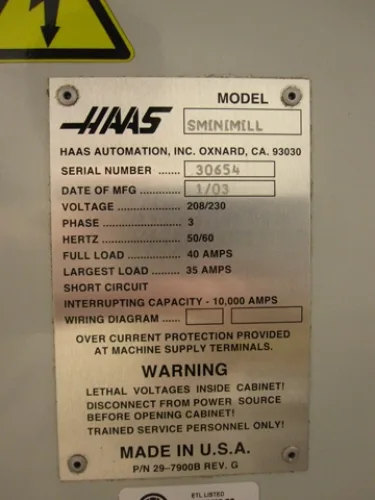 MODEL
HAAS SMINIMILL
HAAS AUTOMATION, INC. OXNARD, CA. 93030
SERIAL NUMBER ....... 30654
DATE OF MFG ............ 1/03
VOLTAGE .................. 208/230
PHASE ...................... 3
HERTZ ...................... 50/60
FULL LOAD ............... 40 AMPS
LARGEST LOAD ........ 35 AMPS
SHORT CIRCUIT
INTERRUPTING CAPACITY - 10,000 AMPS
WIRING DIAGRAM ......
OVER CURRENT PROTECTION PROVIDED
AT MACHINE SUPPLY TERMINALS.
WARNING
LETHAL VOLTAGES INSIDE CABINET!
DISCONNECT FROM POWER SOURCE
BEFORE OPENING CABINET!
TRAINED SERVICE PERSONNEL ONLY!
MADE IN U.S.A.
P/N 29-7900B REV. G
ETL LISTED